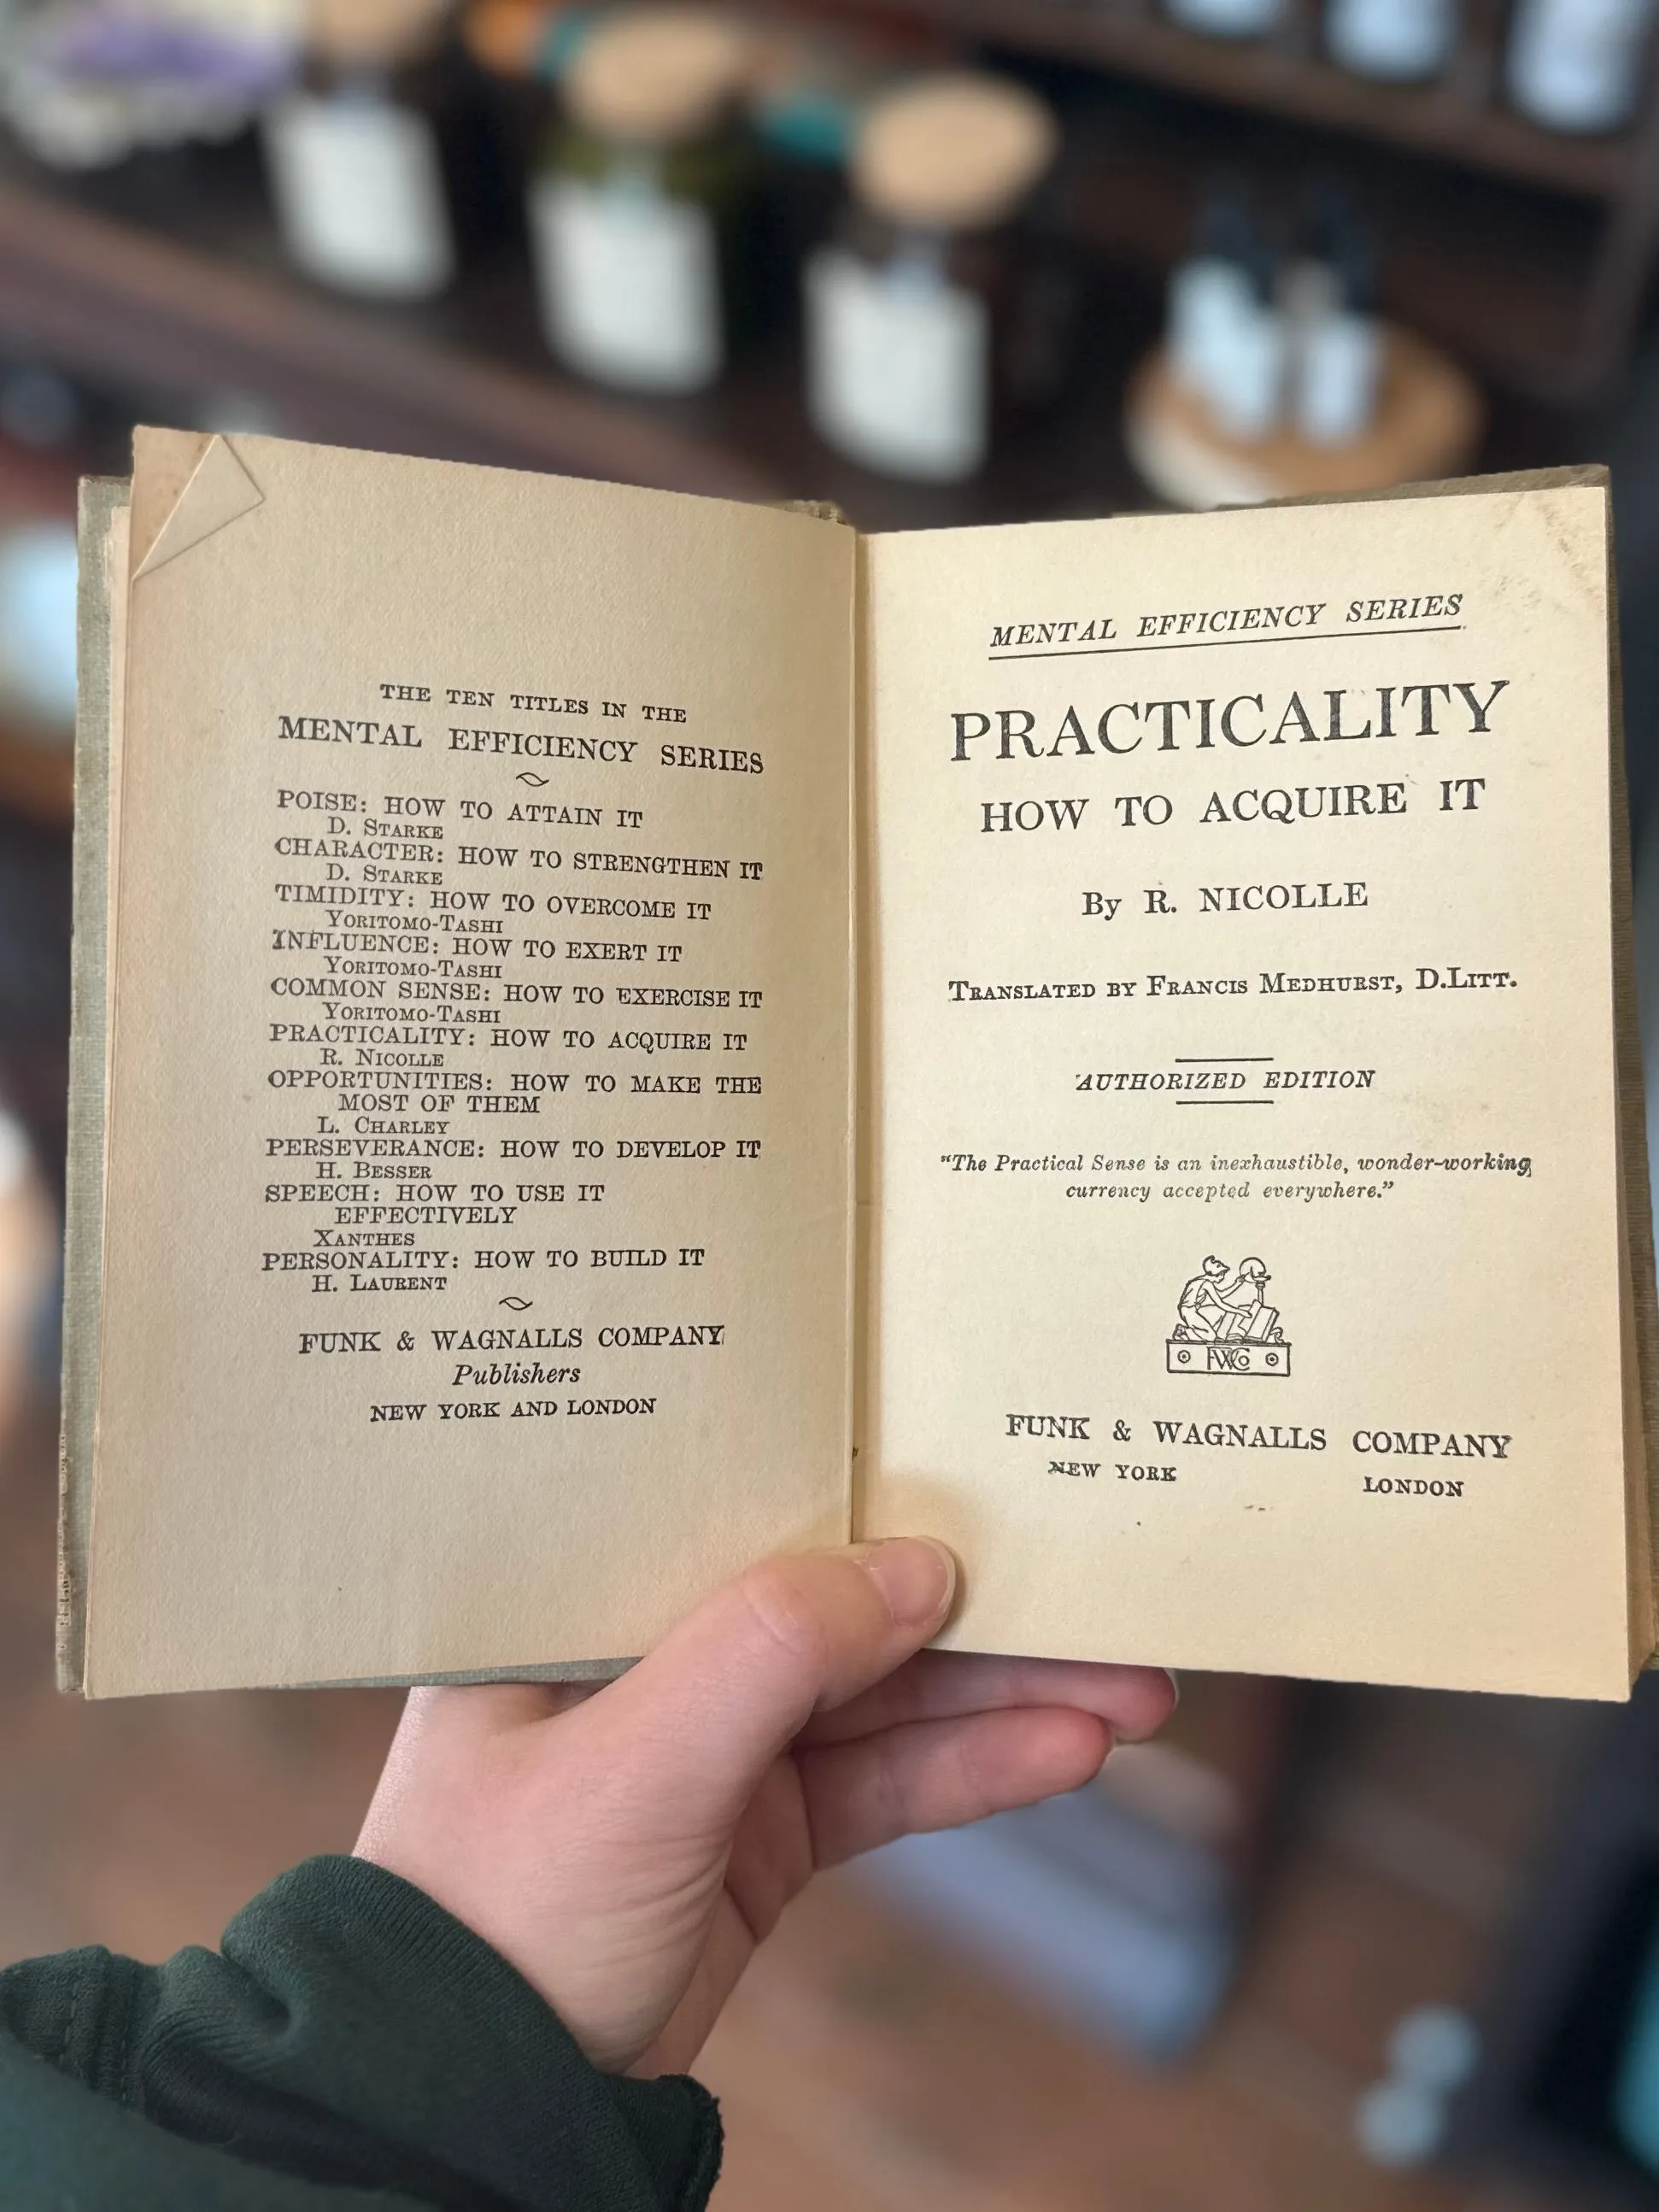 THE TEN TITLES IN THE
MENTAL EFFICIENCY SERIES
POISE: HOW TO ATTAIN IT
D. STARKE
CHARACTER: HOW TO STRENGTHEN IT
D. STARKE
TIMIDITY: HOW TO OVERCOME IT
YORITOMO-TASHI
INFLUENCE: HOW TO EXERT IT
YORITOMO-TASHI
COMMON SENSE: HOW TO EXERCISE IT
YORITOMO-TASHI
PRACTICALITY: HOW TO ACQUIRE IT
R. NICOLLE
OPPORTUNITIES: HOW TO MAKE THE
MOST OF THEM
L. CHARLEY
PERSEVERANCE: HOW TO DEVELOP IT
H. BESSER
SPEECH: HOW TO USE IT
EFFECTIVELY
XANTHES
PERSONALITY: HOW TO BUILD IT
H. LAURENT
FUNK & WAGNALLS COMPANY
Publishers
NEW YORK AND LONDON
MENTAL EFFICIENCY SERIES
PRACTICALITY
HOW TO ACQUIRE IT
By R. NICOLLE
TRANSLATED BY FRANCIS MEDHURST, D.LITT.
AUTHORIZED EDITION
"The Practical Sense is an inexhaustible, wonder-working
currency accepted everywhere."
FWCo
FUNK & WAGNALLS COMPANY
NEW YORK LONDON